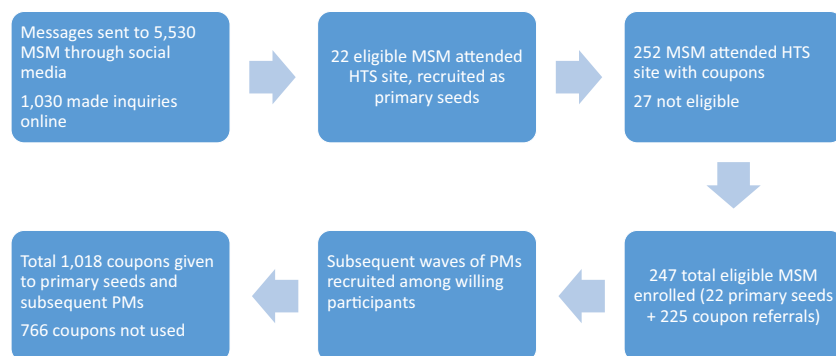 Messages sent to 5,530
MSM through social
media
1,030 made inquiries
online
22 eligible MSM attended
HTS site, recruited as
primary seeds
252 MSM attended HTS
site with coupons
27 not eligible
247 total eligible MSM
enrolled (22 primary seeds
+ 225 coupon referrals)
Subsequent waves of PMs
recruited among willing
participants
Total 1,018 coupons given
to primary seeds and
subsequent PMs
766 coupons not used